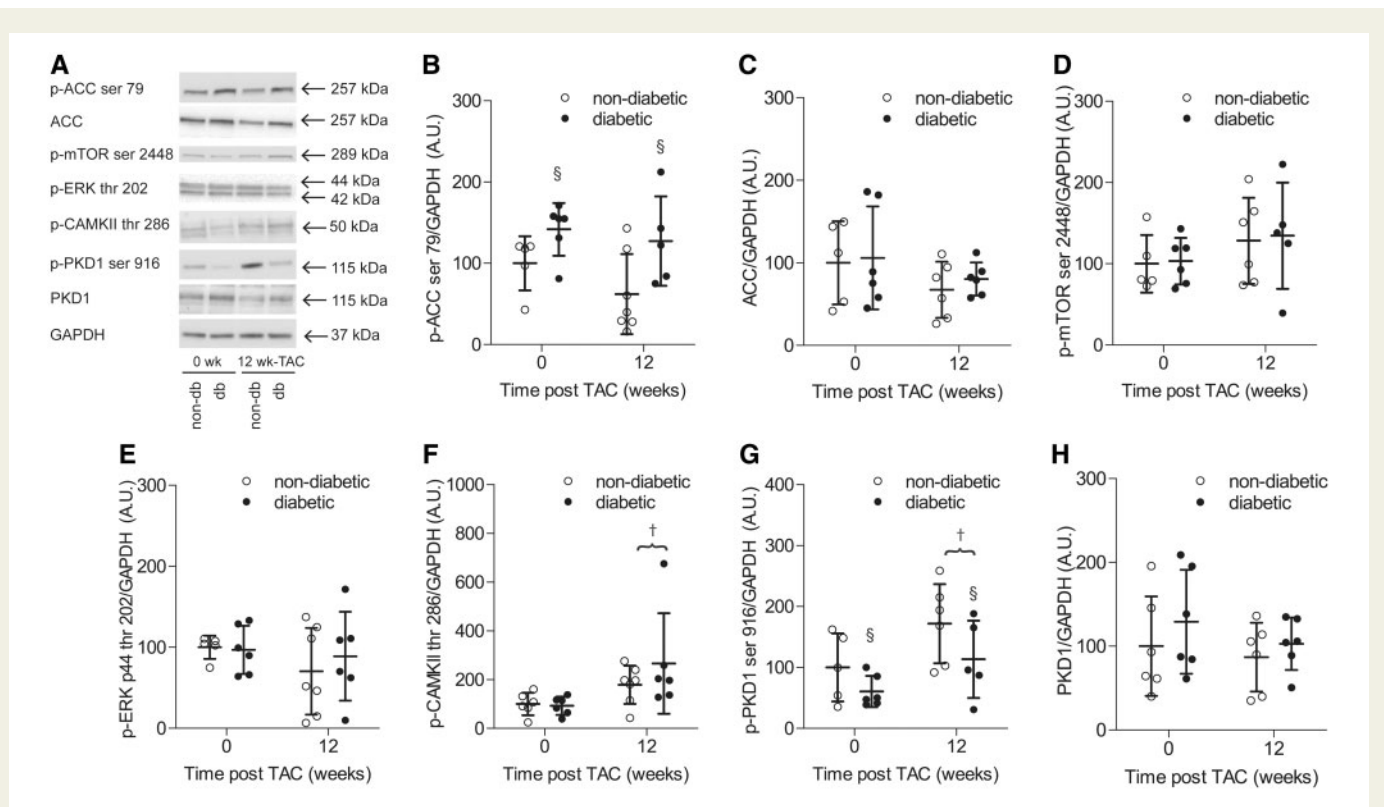 A
p-ACC ser 79
← 257 kDa
ACC
← 257 kDa
p-mTOR ser 2448
← 289 kDa
p-ERK thr 202
← 44 kDa
← 42 kDa
p-CAMKII thr 286
← 50 kDa
p-PKD1 ser 916
← 115 kDa
PKD1
← 115 kDa
GAPDH
← 37 kDa
0 wk 12 wk-TAC
non-db db non-db db
B
p-ACC ser 79/GAPDH (A.U.)
300
200
100
0
○ non-diabetic
● diabetic
§ §
0 12
Time post TAC (weeks)
C
ACC/GAPDH (A.U.)
300
200
100
0
○ non-diabetic
● diabetic
0 12
Time post TAC (weeks)
D
p-mTOR ser 2448/GAPDH (A.U.)
300
200
100
0
○ non-diabetic
● diabetic
0 12
Time post TAC (weeks)
E
p-ERK p44 thr 202/GAPDH (A.U.)
300
200
100
0
○ non-diabetic
● diabetic
0 12
Time post TAC (weeks)
F
p-CAMKII thr 286/GAPDH (A.U.)
1000
800
600
400
200
0
○ non-diabetic
● diabetic
†
0 12
Time post TAC (weeks)
G
p-PKD1 ser 916/GAPDH (A.U.)
400
300
200
100
0
○ non-diabetic
● diabetic
†
§ §
0 12
Time post TAC (weeks)
H
PKD1/GAPDH (A.U.)
300
200
100
0
○ non-diabetic
● diabetic
0 12
Time post TAC (weeks)